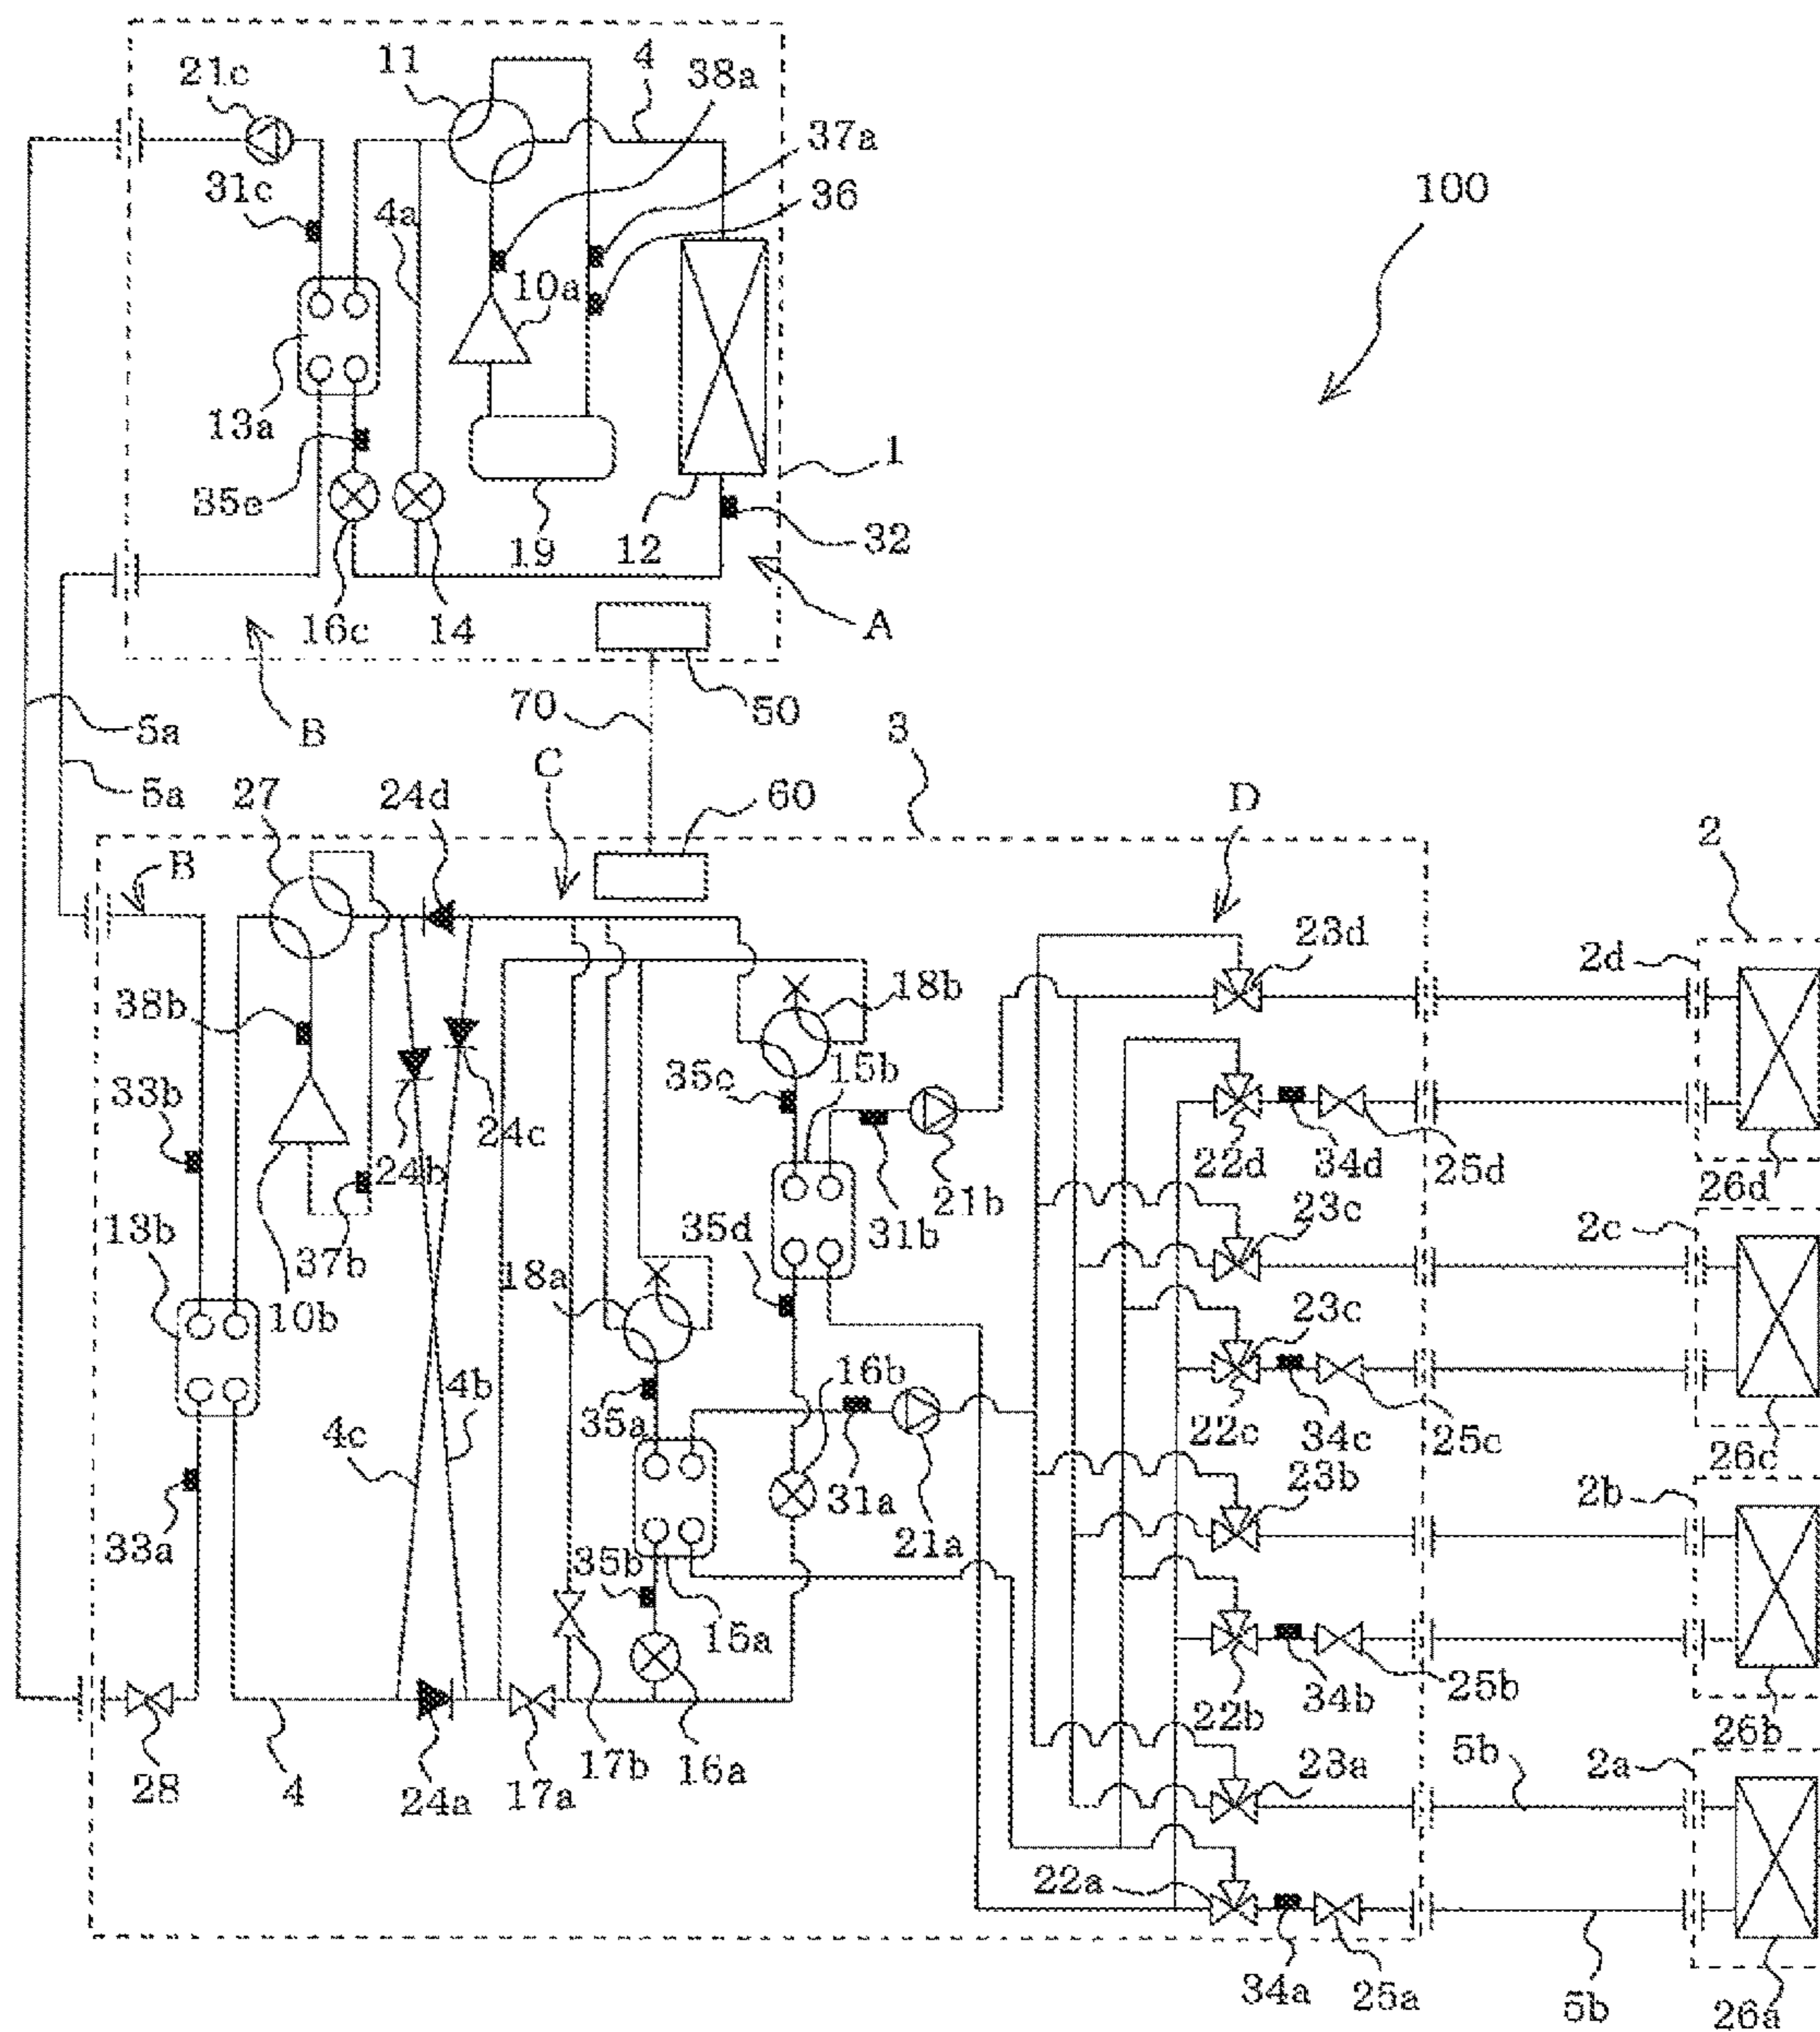 21c
11
4
38a
37a
36
31c
4a
100
10a
13a
1
35e
19
12
32
16c
14
A
50
5a
B
70
3
5a
27
24d
C
60
D
2
B
23d
2d
18b
38b
35c
15b
33b
24c
24b
22d
34d
25d
26d
21b
23c
13b
37b
35d
31b
2c
18a
10b
23c
16b
4b
35a
22c
34c
25c
26c
4c
23b
31a
2b
33a
35b
21a
15a
25b
34b
22b
26b
28
4
24a
17a
17b
16a
23a
5b
2a
22a
34a
25a
5b
26a